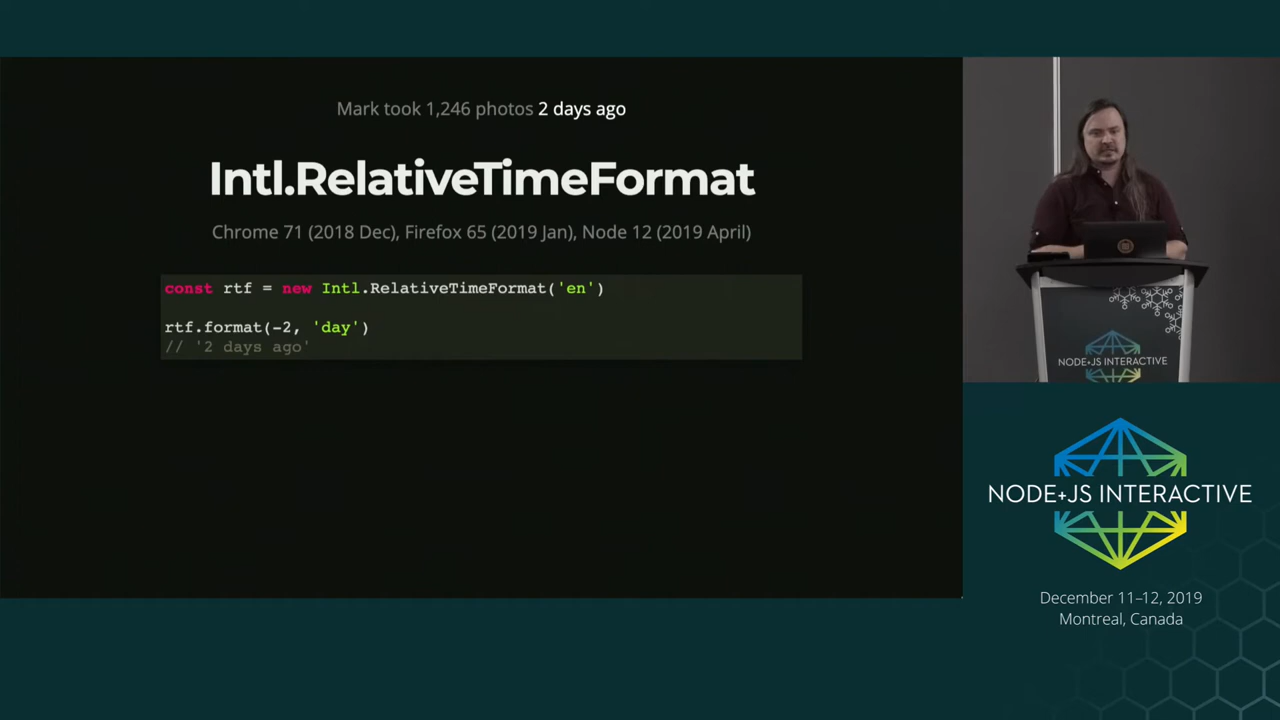 Mark took 1,246 photos 2 days ago
Intl.RelativeTimeFormat
Chrome 71 (2018 Dec), Firefox 65 (2019 Jan), Node 12 (2019 April)
const rtf = new Intl.RelativeTimeFormat('en')
rtf.format(-2, 'day')
// '2 days ago'
NODE+JS INTERACTIVE
NODE+JS INTERACTIVE
December 11–12, 2019
Montreal, Canada